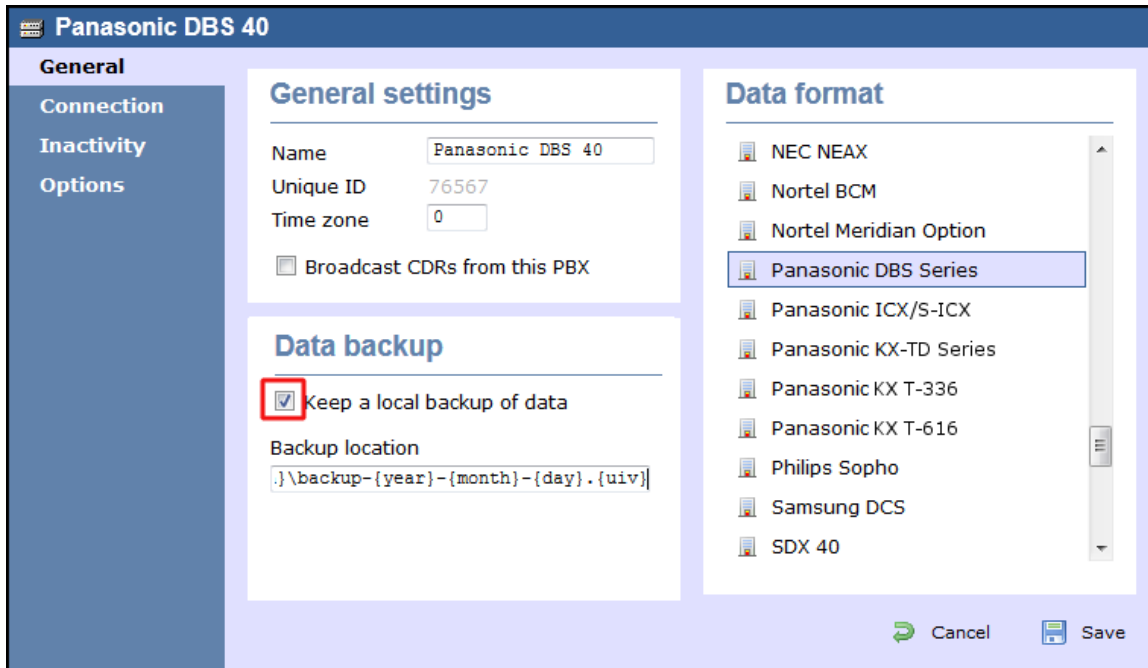 Panasonic DBS 40
General
Connection
Inactivity
Options
General settings
Name Panasonic DBS 40
Unique ID 76567
Time zone 0
Broadcast CDRs from this PBX
Data backup
Keep a local backup of data
Backup location
.}\backup-{year}-{month}-{day}.{uiv}
Data format
NEC NEAX
Nortel BCM
Nortel Meridian Option
Panasonic DBS Series
Panasonic ICX/S-ICX
Panasonic KX-TD Series
Panasonic KX T-336
Panasonic KX T-616
Philips Sopho
Samsung DCS
SDX 40
Cancel Save